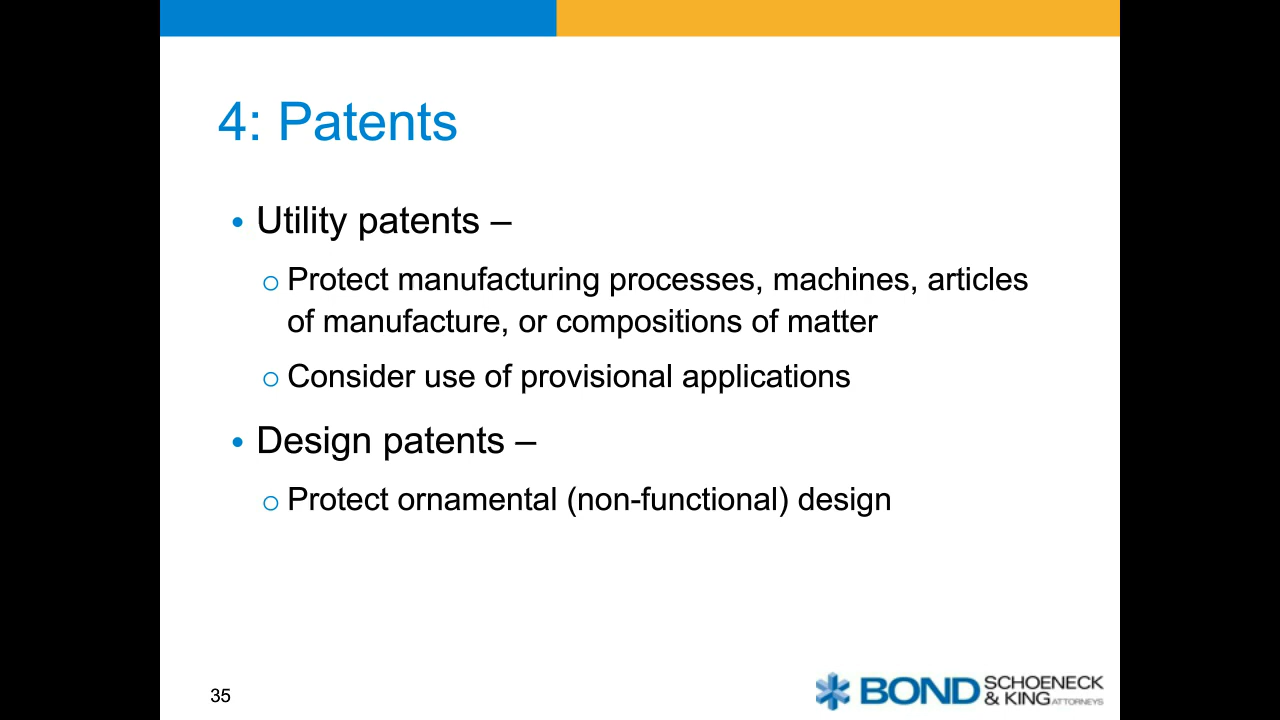 4: Patents
• Utility patents –
o Protect manufacturing processes, machines, articles
of manufacture, or compositions of matter
o Consider use of provisional applications
• Design patents –
o Protect ornamental (non-functional) design
35
BOND SCHOENECK
& KING ATTORNEYS